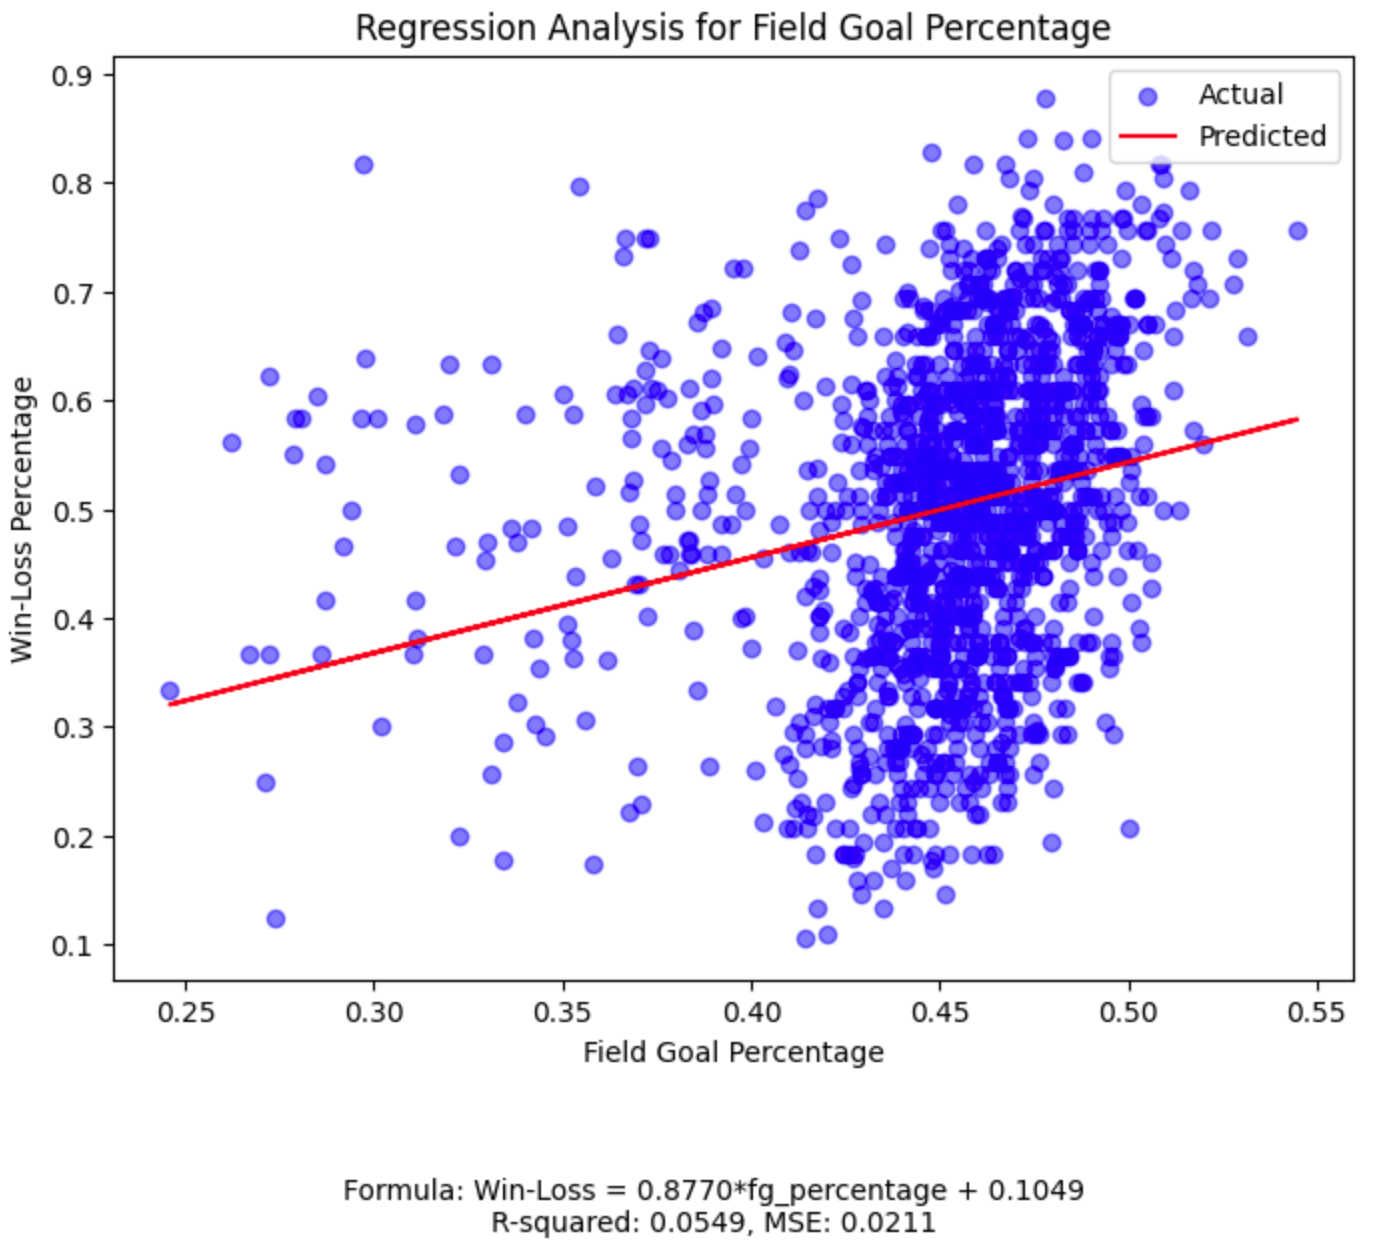 Regression Analysis for Field Goal Percentage
Actual
Predicted
0.9
0.8
0.7
0.6
0.5
0.4
0.3
0.2
0.1
Win-Loss Percentage
0.25 0.30 0.35 0.40 0.45 0.50 0.55
Field Goal Percentage
Formula: Win-Loss = 0.8770*fg_percentage + 0.1049
R-squared: 0.0549, MSE: 0.0211